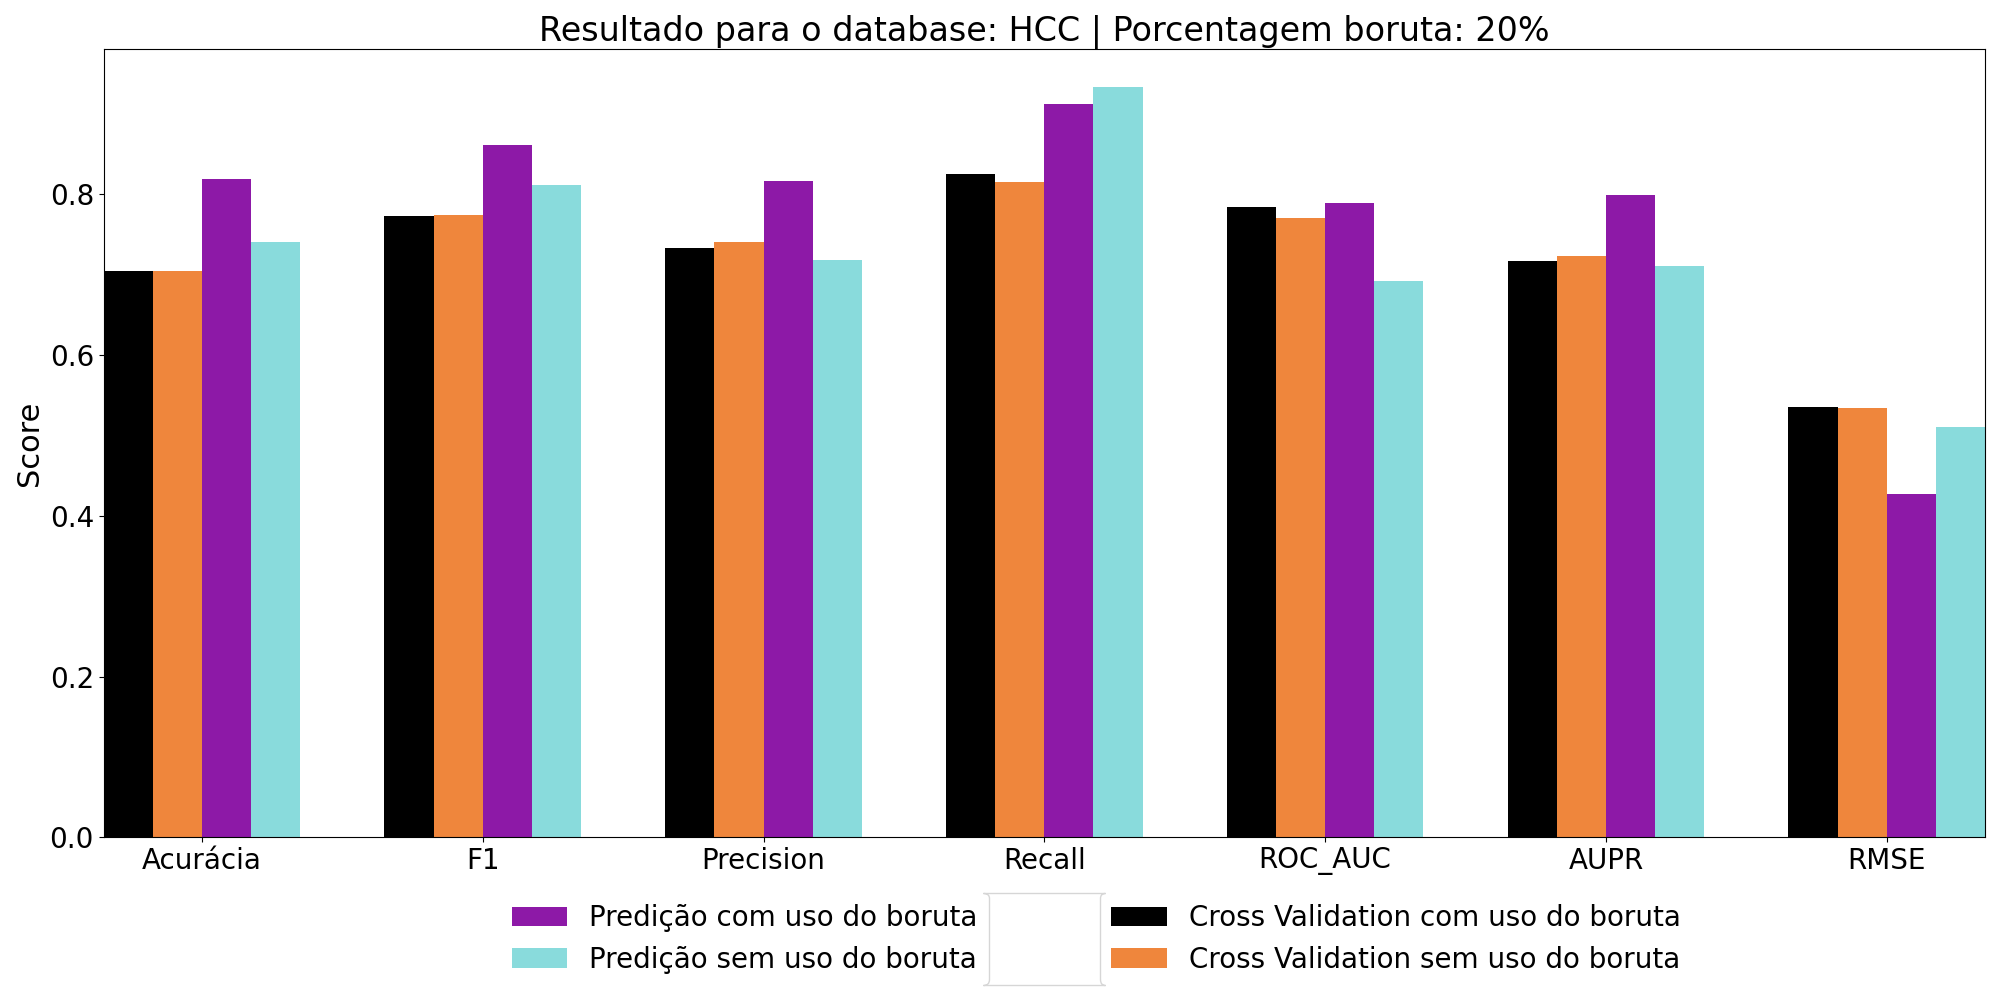 Resultado para o database: HCC | Porcentagem boruta: 20%
Score
0.8
0.6
0.4
0.2
0.0
Acurácia F1 Precision Recall ROC_AUC AUPR RMSE
Predição com uso do boruta
Predição sem uso do boruta
Cross Validation com uso do boruta
Cross Validation sem uso do boruta